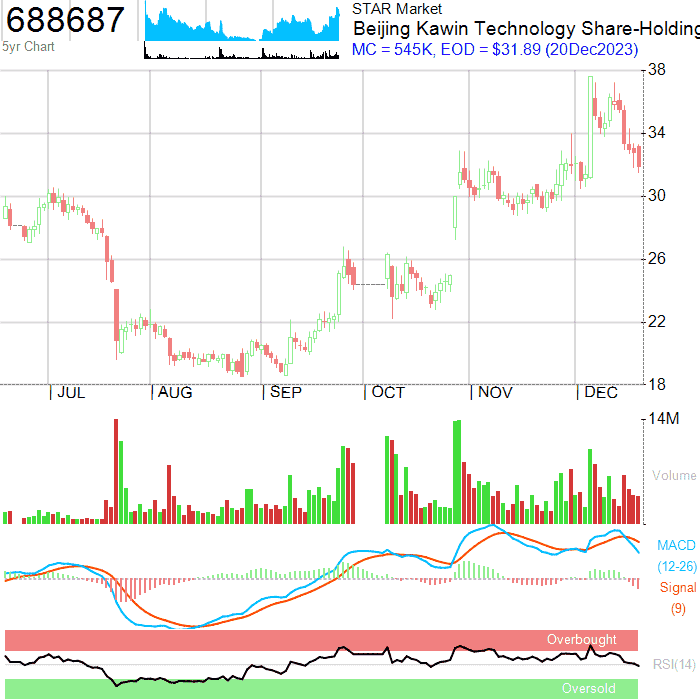 688687
5yr Chart
STAR Market
Beijing Kawin Technology Share-Holding
MC = 545K, EOD = $31.89 (20Dec2023)
38
34
30
26
22
18
JUL
AUG
SEP
OCT
NOV
DEC
14M
Volume
MACD
(12-26)
Signal
(9)
Overbought
RSI(14)
Oversold